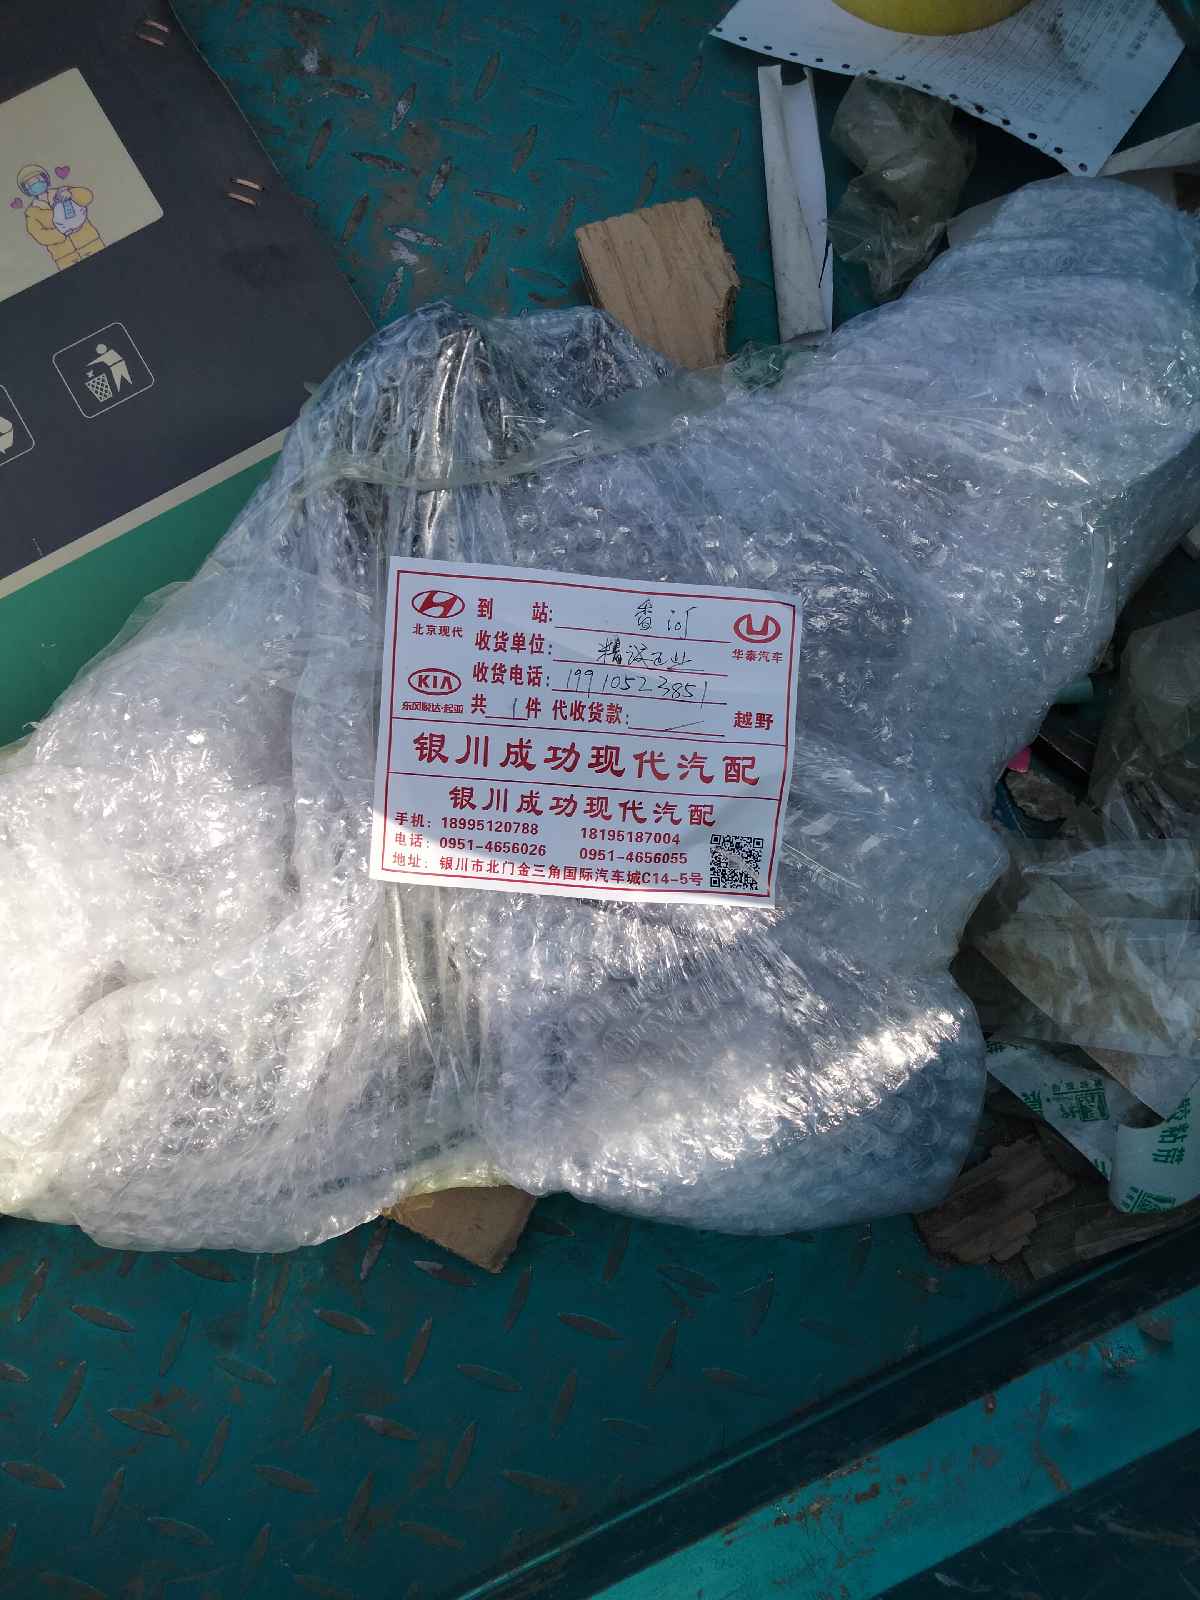 到 站: 香河
北京现代
华泰汽车
收货单位:
收货电话: 19910523851
KIA
东风悦达·起亚
共 1 件 代收货款:
越野
银川成功现代汽配
银川成功现代汽配
手机: 18995120788 18195187004
电话: 0951-4656026 0951-4656055
地址: 银川市北门金三角国际汽车城C14-5号